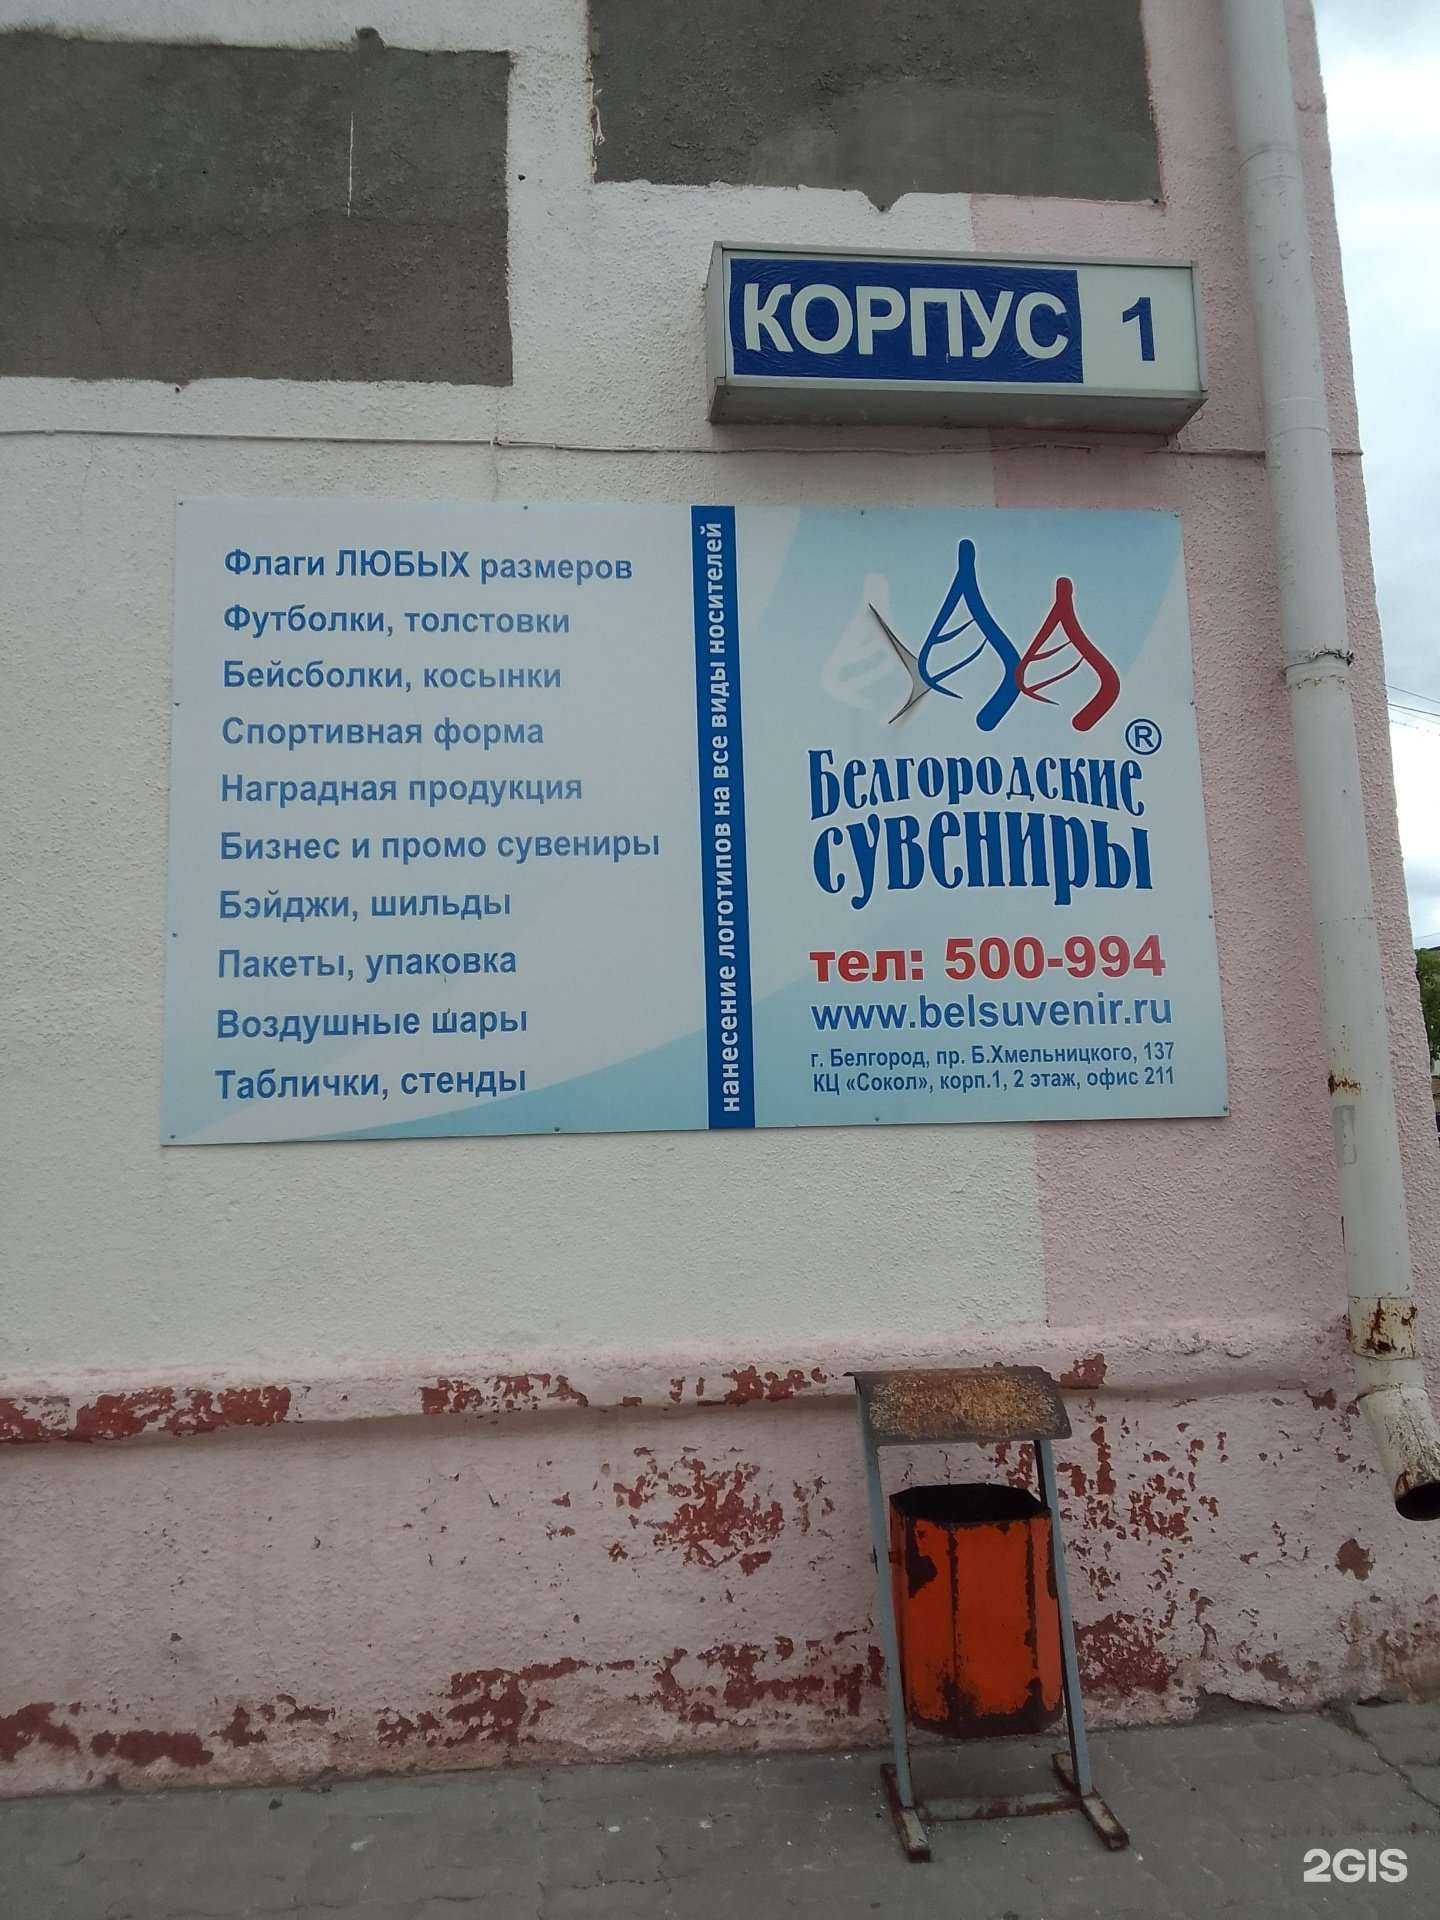 КОРПУС 1
Флаги ЛЮБЫХ размеров
Футболки, толстовки
Бейсболки, косынки
Спортивная форма
Наградная продукция
Бизнес и промо сувениры
Бэйджи, шильды
Пакеты, упаковка
Воздушные шары
Таблички, стенды
нанесение логотипов на все виды носителей
®
Белгородские
сувениры
тел: 500-994
www.belsuvenir.ru
г. Белгород, пр. Б.Хмельницкого, 137
КЦ «Сокол», корп.1, 2 этаж, офис 211
2GIS